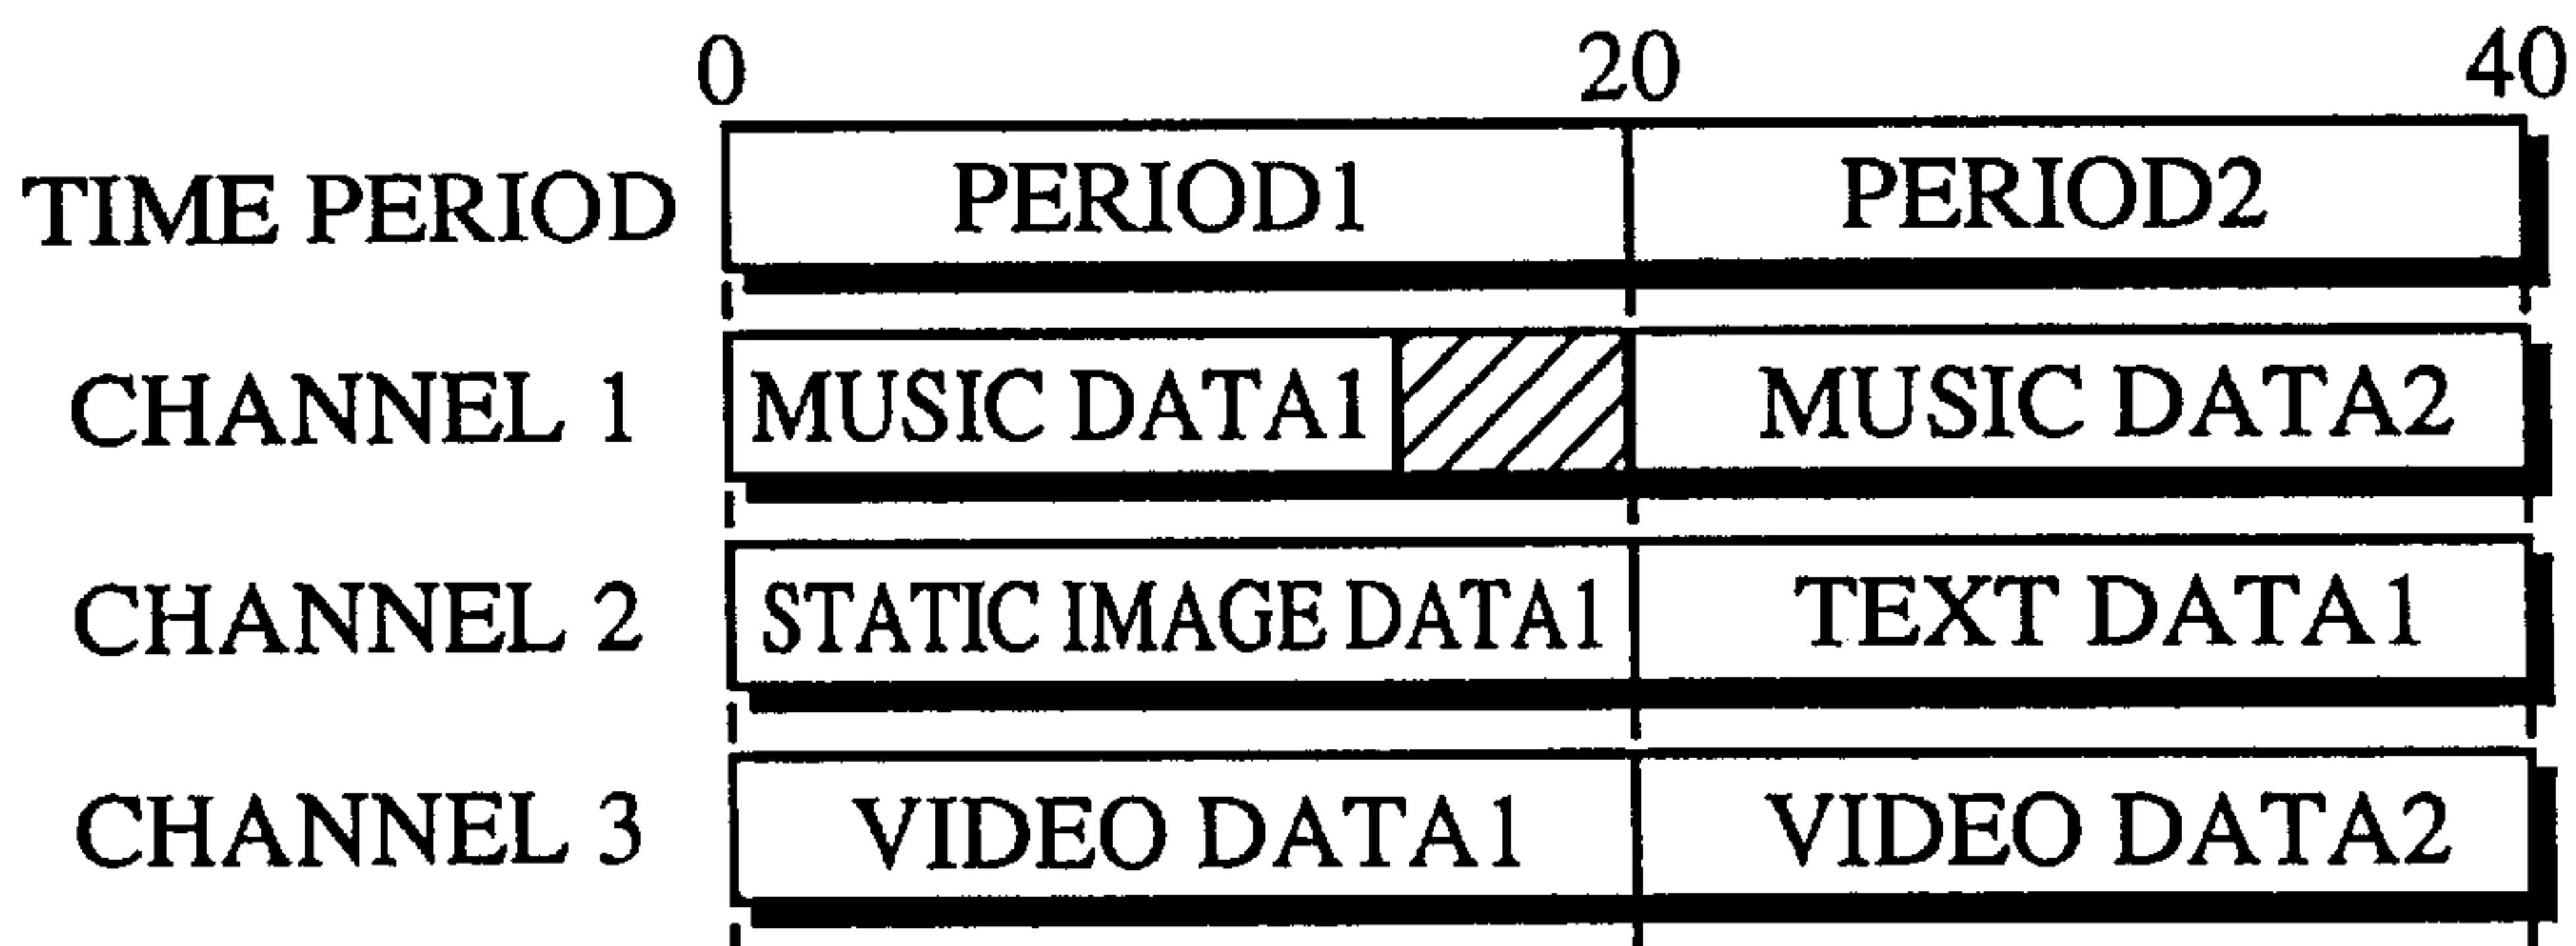 0 20 40
TIME PERIOD PERIOD1 PERIOD2
CHANNEL 1 MUSIC DATA1 MUSIC DATA2
CHANNEL 2 STATIC IMAGE DATA1 TEXT DATA1
CHANNEL 3 VIDEO DATA1 VIDEO DATA2